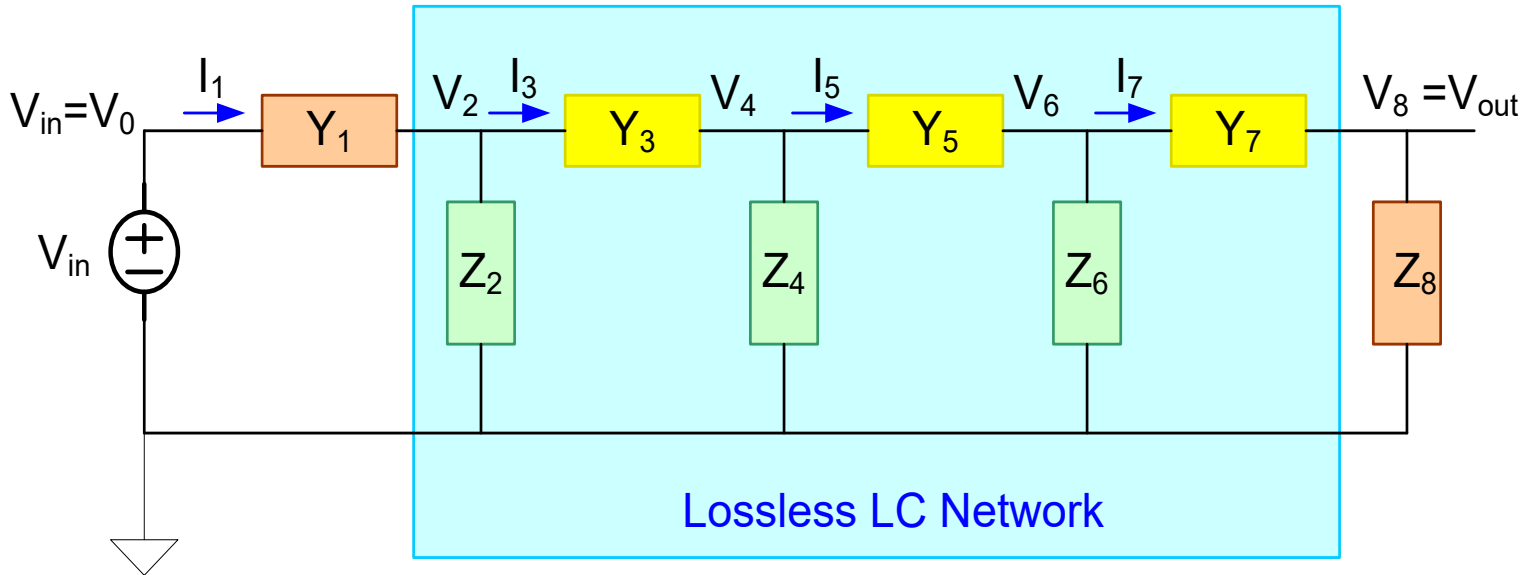 I₁ V₂ I₃ V₄ I₅ V₆ I₇ V₈ =Vₒᵤₜ
Vᵢₙ=V₀ Y₁ Y₃ Y₅ Y₇
Vᵢₙ + − Z₂ Z₄ Z₆ Z₈
Lossless LC Network